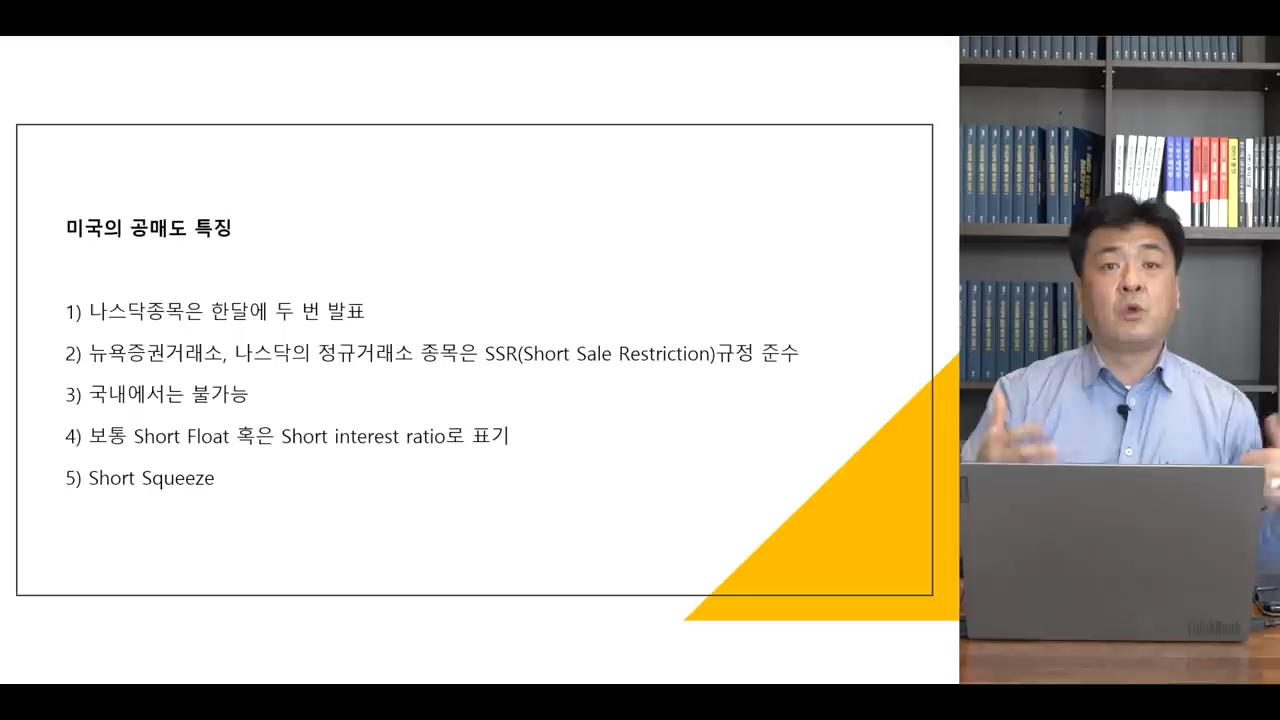 미국의 공매도 특징
1) 나스닥종목은 한달에 두 번 발표
2) 뉴욕증권거래소, 나스닥의 정규거래소 종목은 SSR(Short Sale Restriction)규정 준수
3) 국내에서는 불가능
4) 보통 Short Float 혹은 Short interest ratio로 표기
5) Short Squeeze
ThinkBook